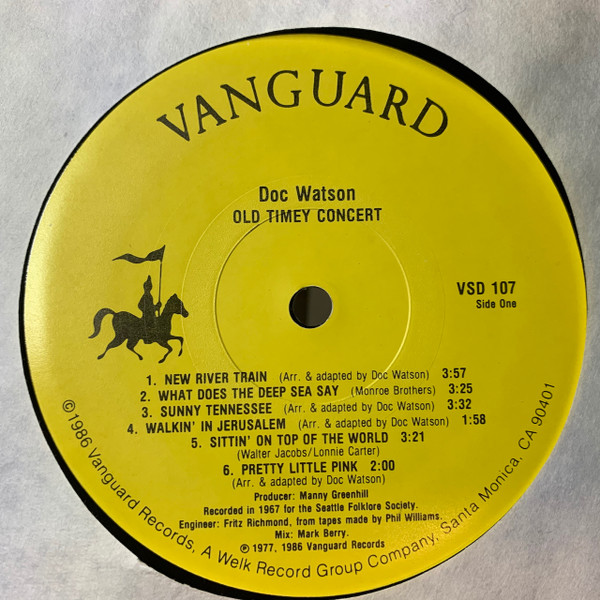 VANGUARD
Doc Watson
OLD TIMEY CONCERT
VSD 107
Side One
1. NEW RIVER TRAIN (Arr. & adapted by Doc Watson) 3:57
2. WHAT DOES THE DEEP SEA SAY (Monroe Brothers) 3:25
3. SUNNY TENNESSEE (Arr. & adapted by Doc Watson) 3:32
4. WALKIN' IN JERUSALEM (Arr. & adapted by Doc Watson) 1:58
5. SITTIN' ON TOP OF THE WORLD 3:21
(Walter Jacobs/Lonnie Carter)
6. PRETTY LITTLE PINK 2:00
(Arr. & adapted by Doc Watson)
Producer: Manny Greenhill
Recorded in 1967 for the Seattle Folklore Society.
Engineer: Fritz Richmond, from tapes made by Phil Williams.
Mix: Mark Berry.
℗ 1977, 1986 Vanguard Records
©1986 Vanguard Records, A Welk Record Group Company, Santa Monica, CA 90401